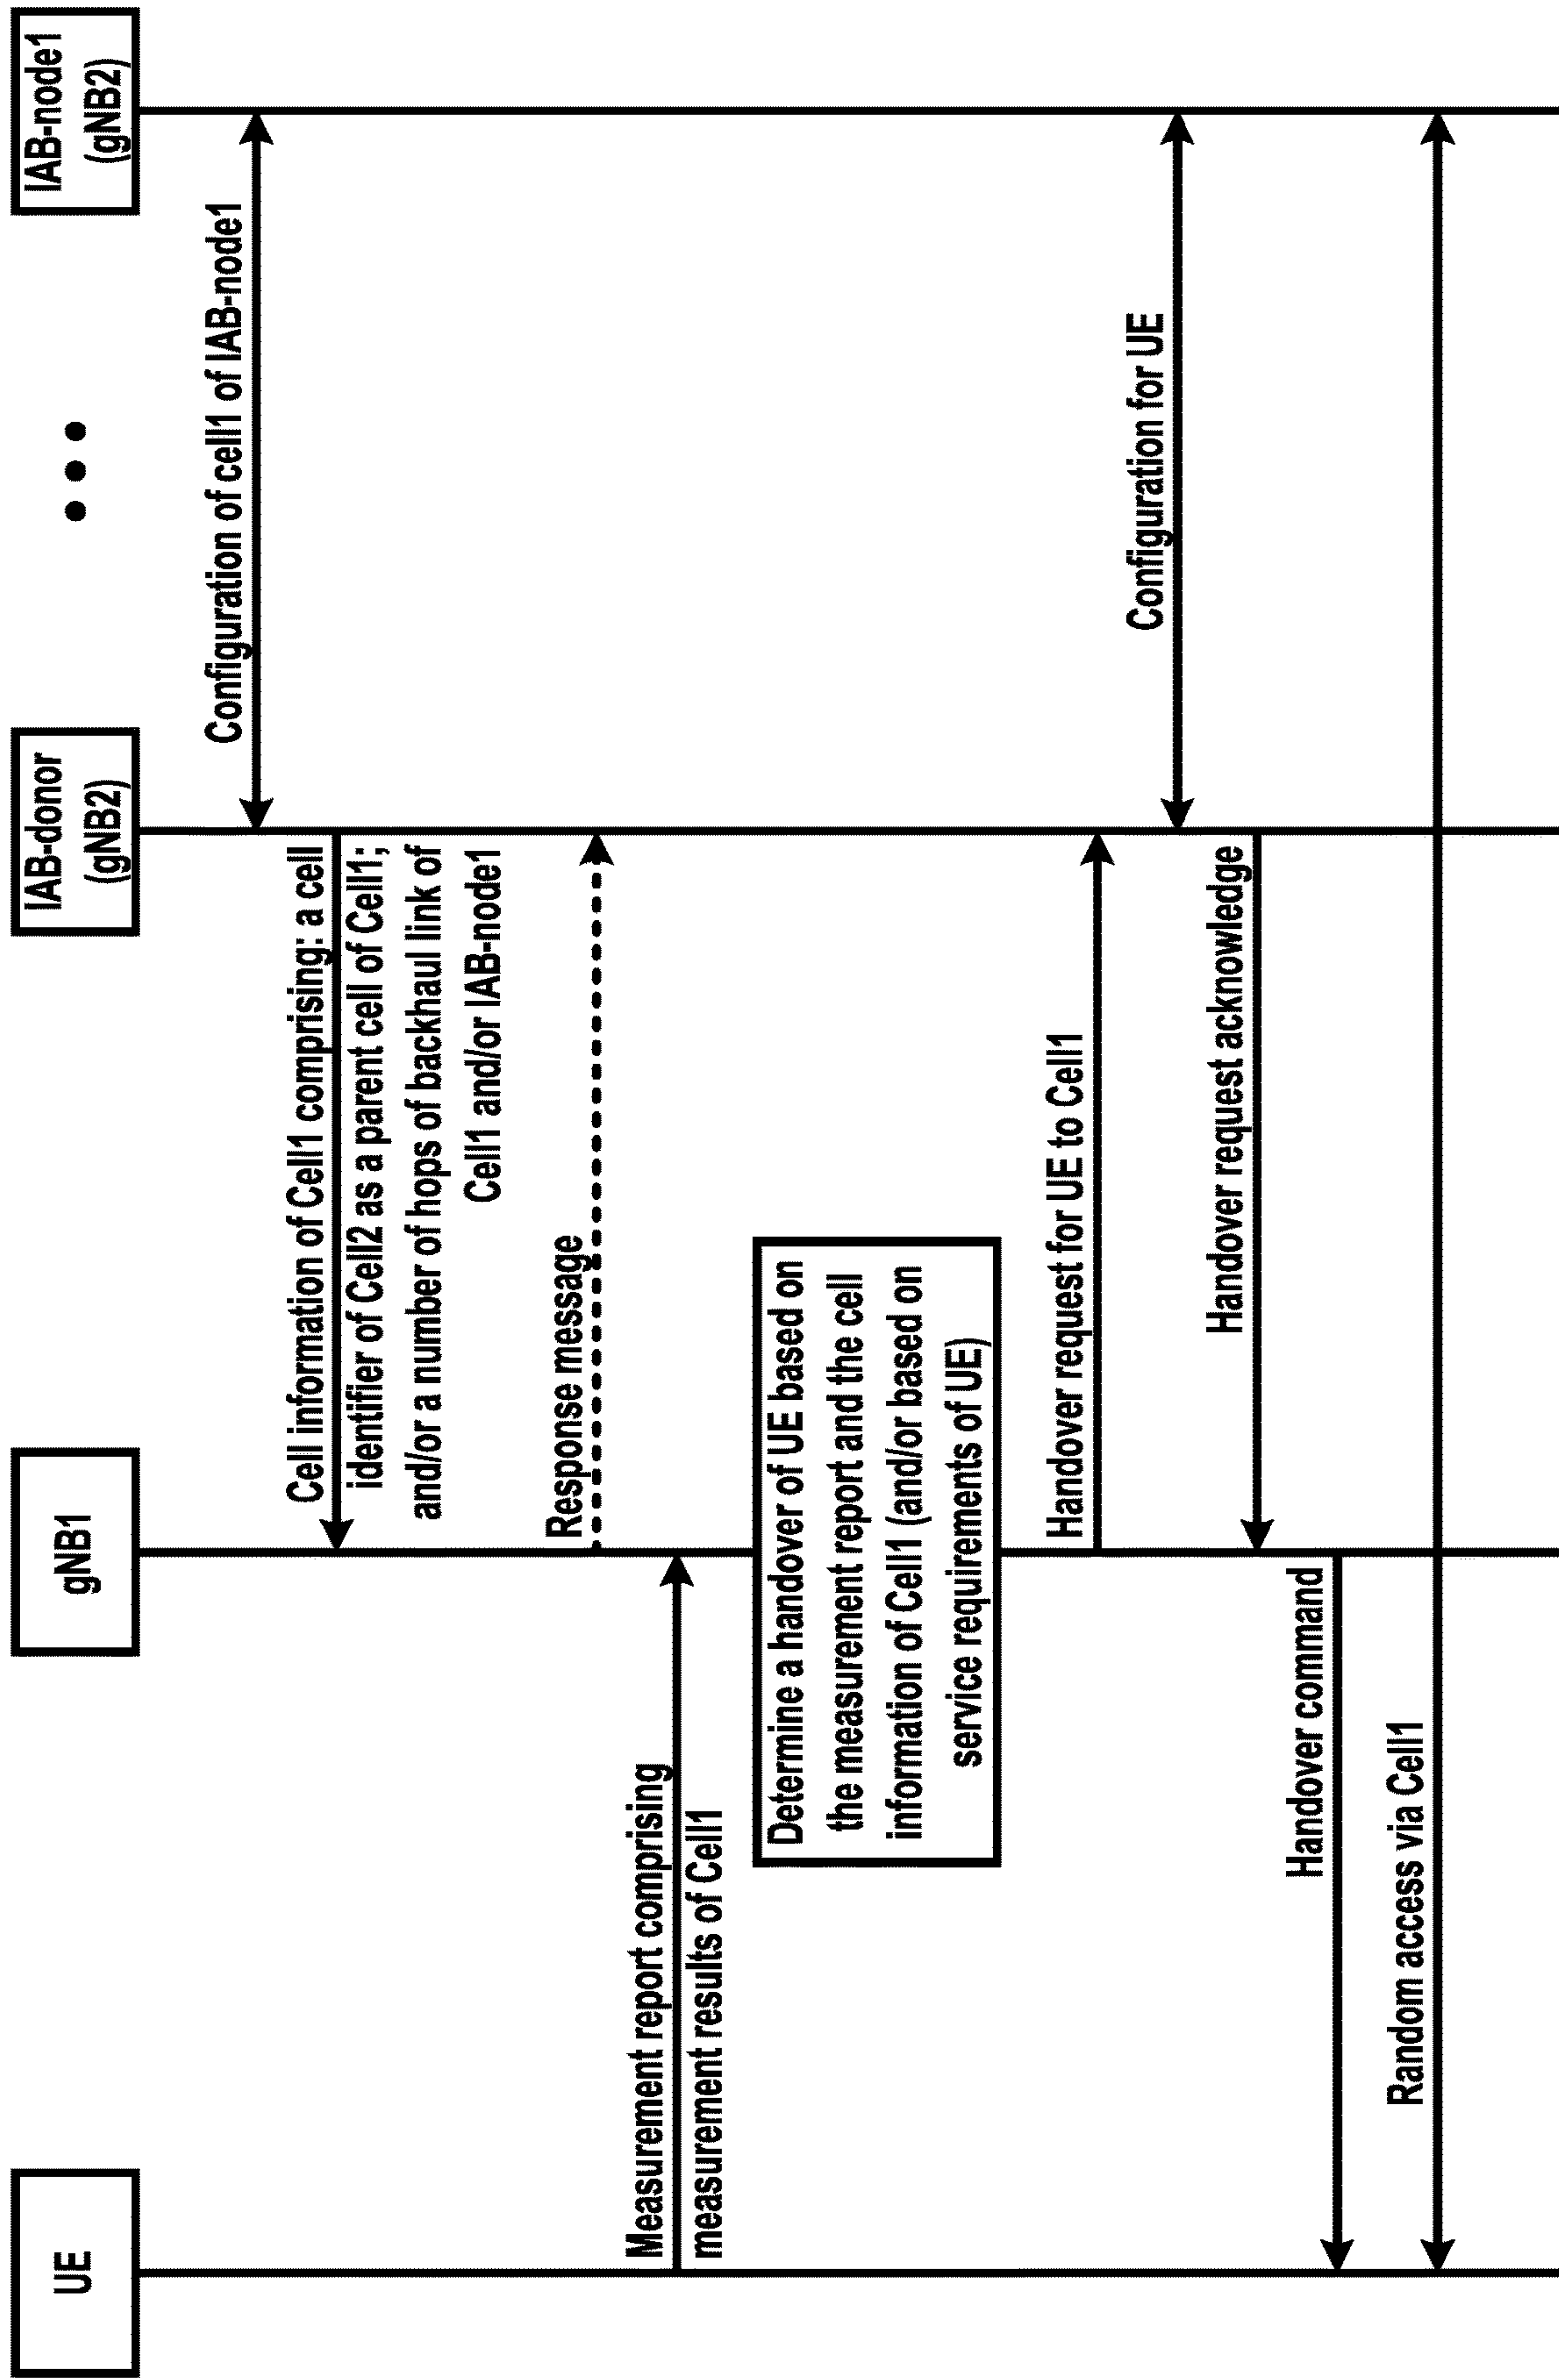 UE
gNB1
IAB-donor
(gNB2)
IAB-node1
(gNB2)
Configuration of cell1 of IAB-node1
Cell information of Cell1 comprising: a cell
identifier of Cell2 as a parent cell of Cell1;
and/or a number of hops of backhaul link of
Cell1 and/or IAB-node1
Response message
Measurement report comprising
measurement results of Cell1
Determine a handover of UE based on
the measurement report and the cell
information of Cell1 (and/or based on
service requirements of UE)
Handover request for UE to Cell1
Configuration for UE
Handover request acknowledge
Handover command
Random access via Cell1